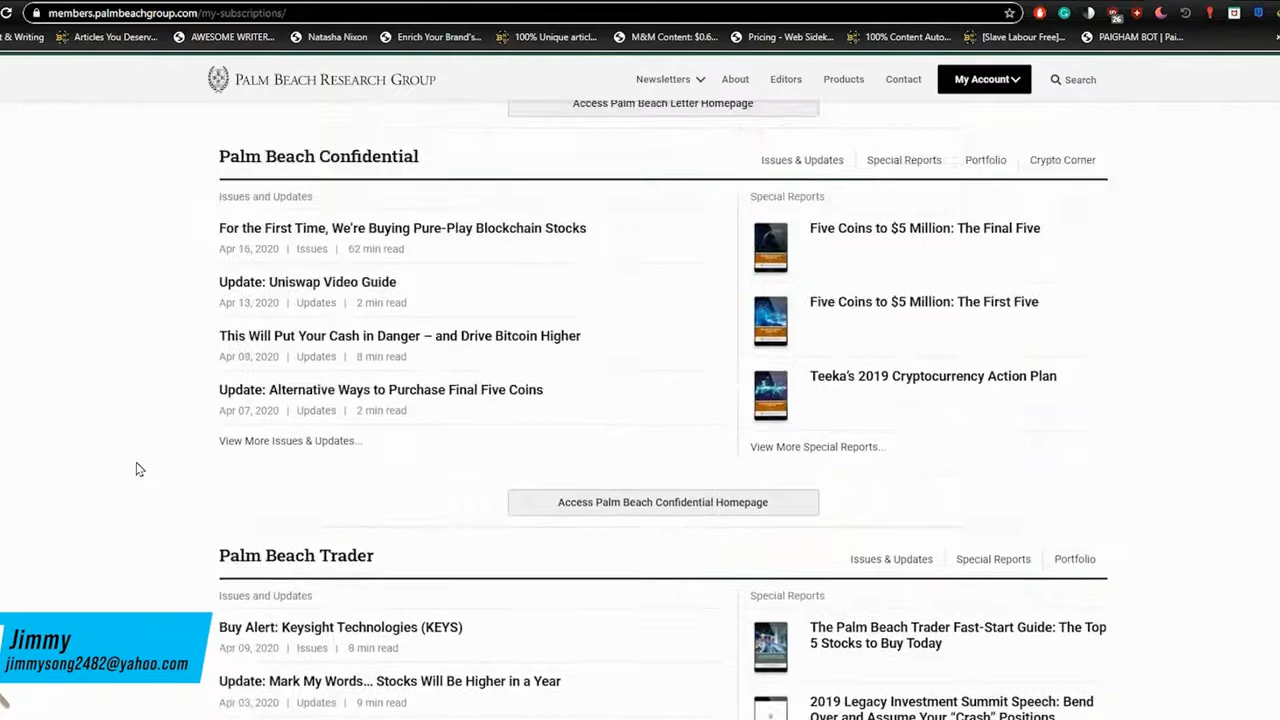 members.palmbeachgroup.com/my-subscriptions/
t & Writing
Articles You Deserv...
AWESOME WRITER...
Natasha Nixon
Enrich Your Brand's...
100% Unique articl...
M&M Content: $0.6...
Pricing - Web Sidek...
100% Content Auto...
[Slave Labour Free]...
PAIGHAM BOT | Pai...
26
PALM BEACH RESEARCH GROUP
Newsletters
About
Editors
Products
Contact
My Account
Search
Access Palm Beach Letter Homepage
Palm Beach Confidential
Issues & Updates
Special Reports
Portfolio
Crypto Corner
Issues and Updates
For the First Time, We're Buying Pure-Play Blockchain Stocks
Apr 16, 2020 | Issues | 62 min read
Update: Uniswap Video Guide
Apr 13, 2020 | Updates | 2 min read
This Will Put Your Cash in Danger – and Drive Bitcoin Higher
Apr 09, 2020 | Updates | 8 min read
Update: Alternative Ways to Purchase Final Five Coins
Apr 07, 2020 | Updates | 2 min read
View More Issues & Updates...
Special Reports
Five Coins to $5 Million: The Final Five
Five Coins to $5 Million: The First Five
Teeka's 2019 Cryptocurrency Action Plan
View More Special Reports...
Access Palm Beach Confidential Homepage
Palm Beach Trader
Issues & Updates
Special Reports
Portfolio
Issues and Updates
Buy Alert: Keysight Technologies (KEYS)
Apr 09, 2020 | Issues | 8 min read
Update: Mark My Words... Stocks Will Be Higher in a Year
Apr 03, 2020 | Updates | 9 min read
Special Reports
The Palm Beach Trader Fast-Start Guide: The Top
5 Stocks to Buy Today
2019 Legacy Investment Summit Speech: Bend
Over and Assume Your "Crash" Positions
Jimmy
jimmysong2482@yahoo.com